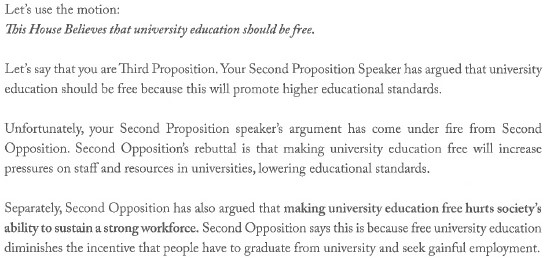 Let's use the motion:
This House Believes that university education should be free.
Let's say that you are Third Proposition. Your Second Proposition Speaker has argued that university
education should be free because this will promote higher educational standards.
Unfortunately, your Second Proposition speaker's argument has come under fire from Second
Opposition. Second Opposition's rebuttal is that making university education free will increase
pressures on staff and resources in universities, lowering educational standards.
Separately, Second Opposition has also argued that making university education free hurts society's
ability to sustain a strong workforce. Second Opposition says this is because free university education
diminishes the incentive that people have to graduate from university and seek gainful employment.